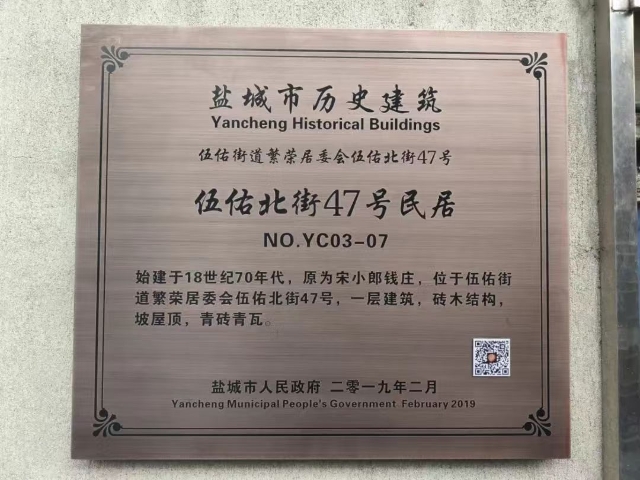 盐城市历史建筑
Yancheng Historical Buildings
伍佑街道繁荣居委会伍佑北街47号
伍佑北街47号民居
NO.YC03-07
始建于18世纪70年代，原为宋小郎钱庄，位于伍佑街
道繁荣居委会伍佑北街47号，一层建筑，砖木结构，
坡屋顶，青砖青瓦。
盐城市人民政府 二零一九年二月
Yancheng Municipal People's Government February 2019